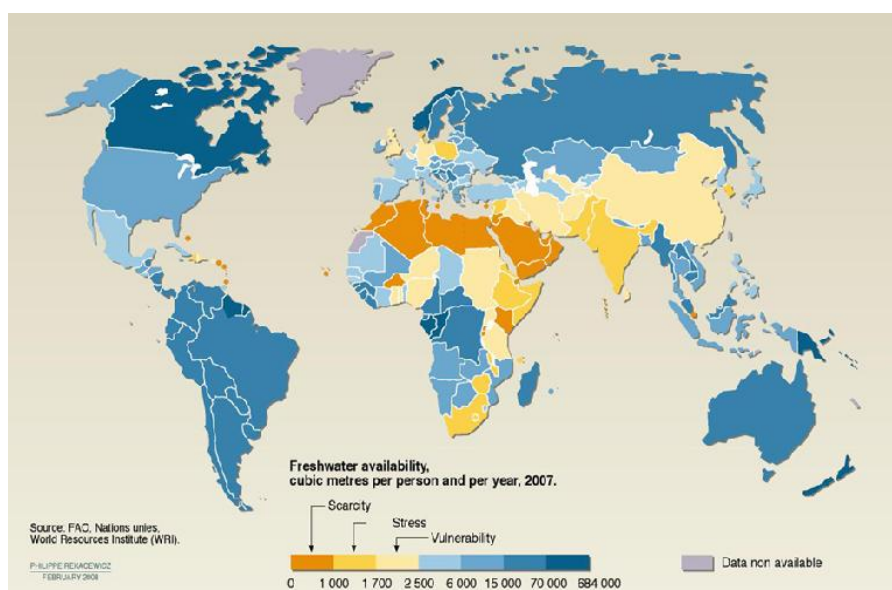 Freshwater availability,
cubic metres per person and per year, 2007.
Scarcity
Stress
Vulnerability
0 1 000 1 700 2 500 6 000 15 000 70 000 684 000
Data non available
Source: FAO, Nations unies,
World Resources Institute (WRI).
PHILIPPE REKACEWICZ
FEBRUARY 2008